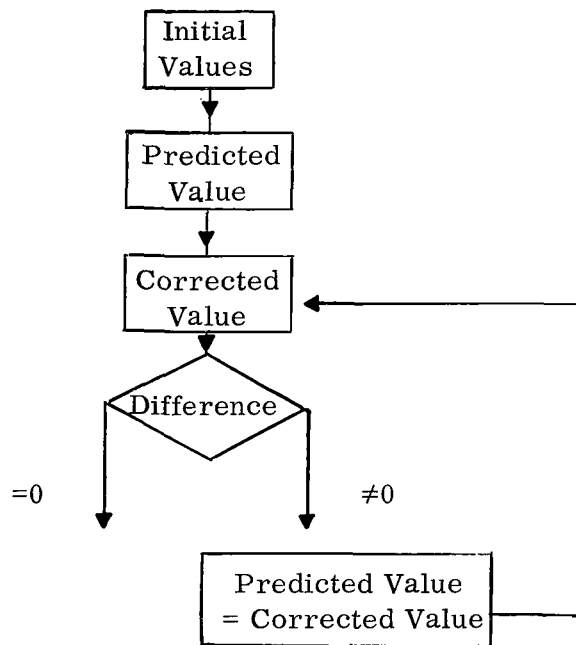 Initial
Values
Predicted
Value
Corrected
Value
Difference
=0
≠0
Predicted Value
= Corrected Value